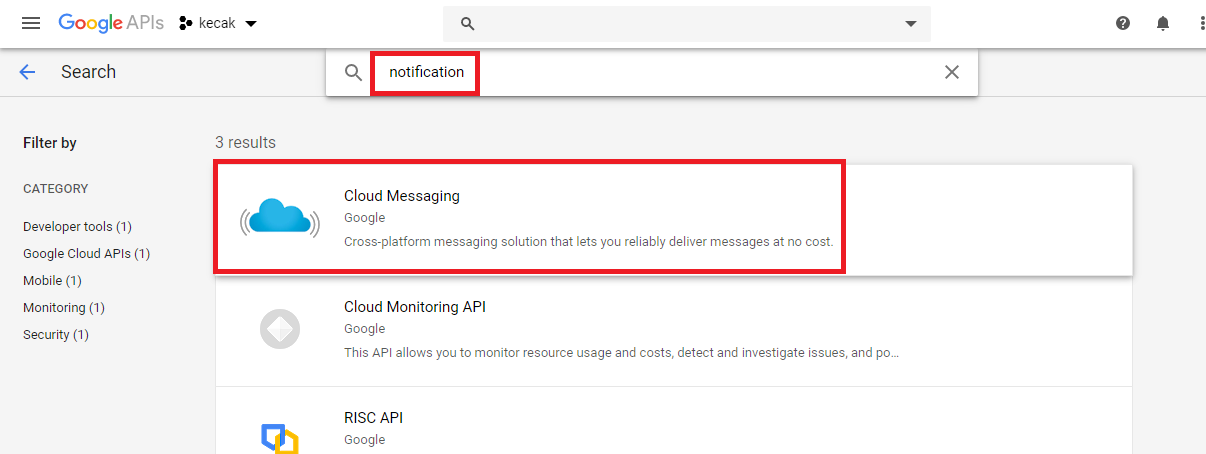 Google APIs kecak
Search notification
Filter by
3 results
CATEGORY
Developer tools (1)
Google Cloud APIs (1)
Mobile (1)
Monitoring (1)
Security (1)
Cloud Messaging
Google
Cross-platform messaging solution that lets you reliably deliver messages at no cost.
Cloud Monitoring API
Google
This API allows you to monitor resource usage and costs, detect and investigate issues, and po...
RISC API
Google